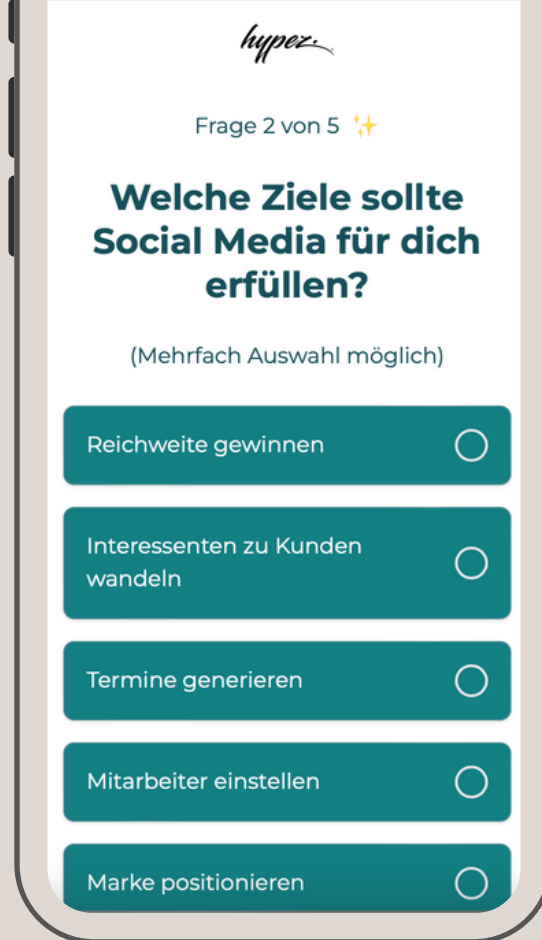 hypez.
Frage 2 von 5 ✨
Welche Ziele sollte
Social Media für dich
erfüllen?
(Mehrfach Auswahl möglich)
Reichweite gewinnen
Interessenten zu Kunden
wandeln
Termine generieren
Mitarbeiter einstellen
Marke positionieren